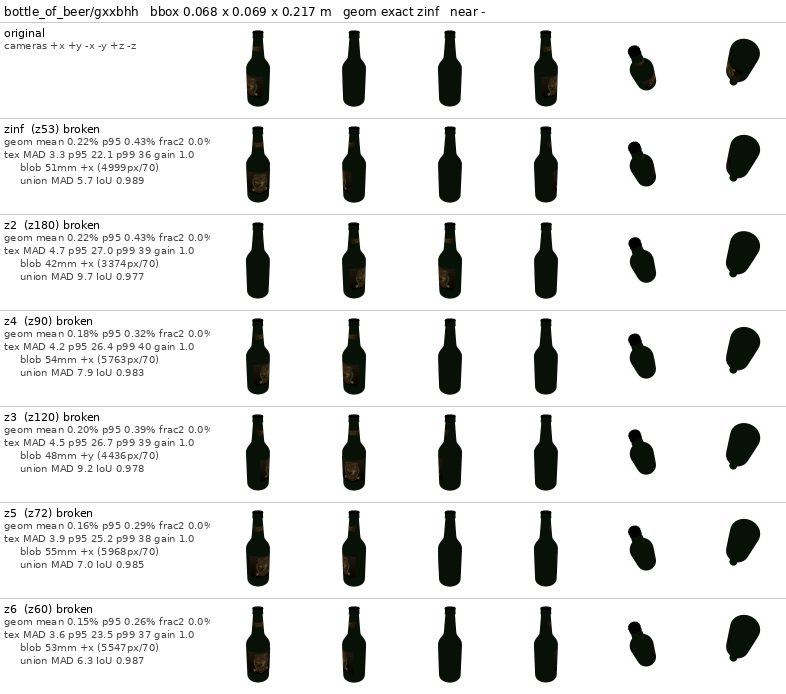 bottle_of_beer/gxxbhh   bbox 0.068 x 0.069 x 0.217 m   geom exact zinf   near -
original
cameras +x +y -x -y +z -z
zinf  (z53) broken
geom mean 0.22% p95 0.43% frac2 0.0%
tex MAD 3.3 p95 22.1 p99 36 gain 1.0
blob 51mm +x (4999px/70)
union MAD 5.7 IoU 0.989
z2  (z180) broken
geom mean 0.22% p95 0.43% frac2 0.0%
tex MAD 4.7 p95 27.0 p99 39 gain 1.0
blob 42mm +x (3374px/70)
union MAD 9.7 IoU 0.977
z4  (z90) broken
geom mean 0.18% p95 0.32% frac2 0.0%
tex MAD 4.2 p95 26.4 p99 40 gain 1.0
blob 54mm +x (5763px/70)
union MAD 7.9 IoU 0.983
z3  (z120) broken
geom mean 0.20% p95 0.39% frac2 0.0%
tex MAD 4.5 p95 26.7 p99 39 gain 1.0
blob 48mm +y (4436px/70)
union MAD 9.2 IoU 0.978
z5  (z72) broken
geom mean 0.16% p95 0.29% frac2 0.0%
tex MAD 3.9 p95 25.2 p99 38 gain 1.0
blob 55mm +x (5968px/70)
union MAD 7.0 IoU 0.985
z6  (z60) broken
geom mean 0.15% p95 0.26% frac2 0.0%
tex MAD 3.6 p95 23.5 p99 37 gain 1.0
blob 53mm +x (5547px/70)
union MAD 6.3 IoU 0.987